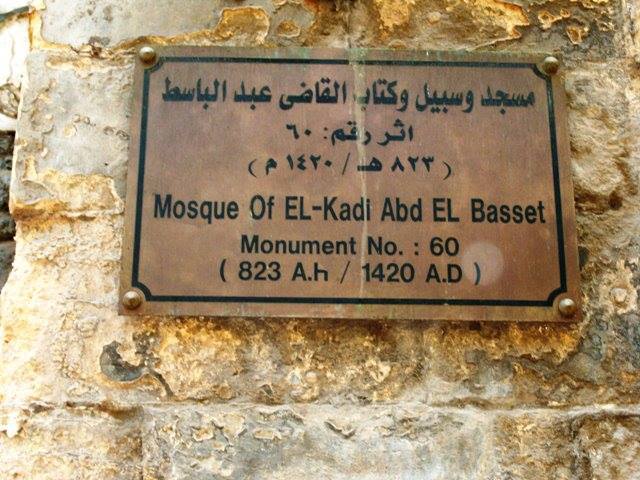 مسجد وسبيل وكتاب القاضى عبد الباسط
اثر رقم: ٦٠
(٨٢٣ هـ / ١٤٢٠ م)
Mosque Of EL-Kadi Abd EL Basset
Monument No. : 60
( 823 A.h / 1420 A.D )